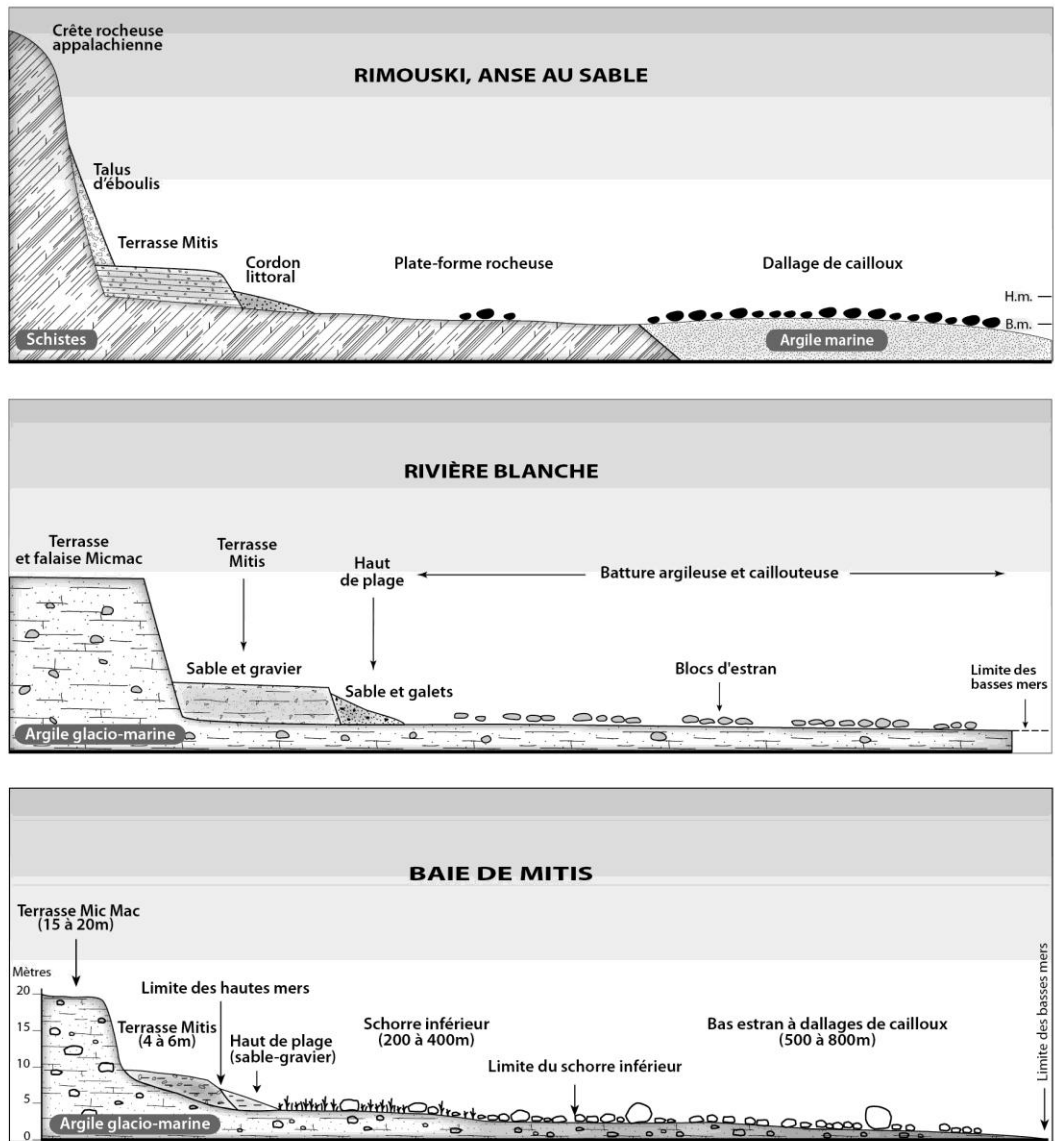 Crête rocheuse
appalachienne
RIMOUSKI, ANSE AU SABLE
Talus
d'éboulis
Terrasse Mitis
Cordon
littoral
Plate-forme rocheuse
Dallage de cailloux
H.m.
B.m.
Schistes
Argile marine
RIVIÈRE BLANCHE
Terrasse
et falaise Micmac
Terrasse
Mitis
Haut
de plage
Batture argileuse et caillouteuse
Sable et gravier
Sable et galets
Blocs d'estran
Limite des
basses mers
Argile glacio-marine
BAIE DE MITIS
Terrasse Mic Mac
(15 à 20m)
Mètres
20
15
10
5
0
Limite des hautes mers
Terrasse Mitis
(4 à 6m)
Haut de plage
(sable-gravier)
Schorre inférieur
(200 à 400m)
Limite du schorre inférieur
Bas estran à dallages de cailloux
(500 à 800m)
Limite des basses mers
Argile glacio-marine